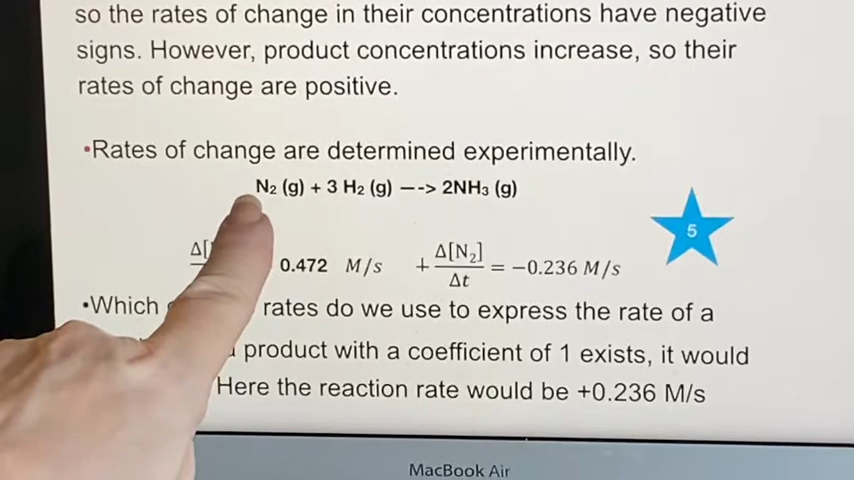 so the rates of change in their concentrations have negative
signs. However, product concentrations increase, so their
rates of change are positive.
•Rates of change are determined experimentally.
N₂ (g) + 3 H₂ (g) —-> 2NH₃ (g)
5
Δ[ 0.472 M/s +Δ[N₂]/Δt = −0.236 M/s
•Which rates do we use to express the rate of a
product with a coefficient of 1 exists, it would
Here the reaction rate would be +0.236 M/s
MacBook Air